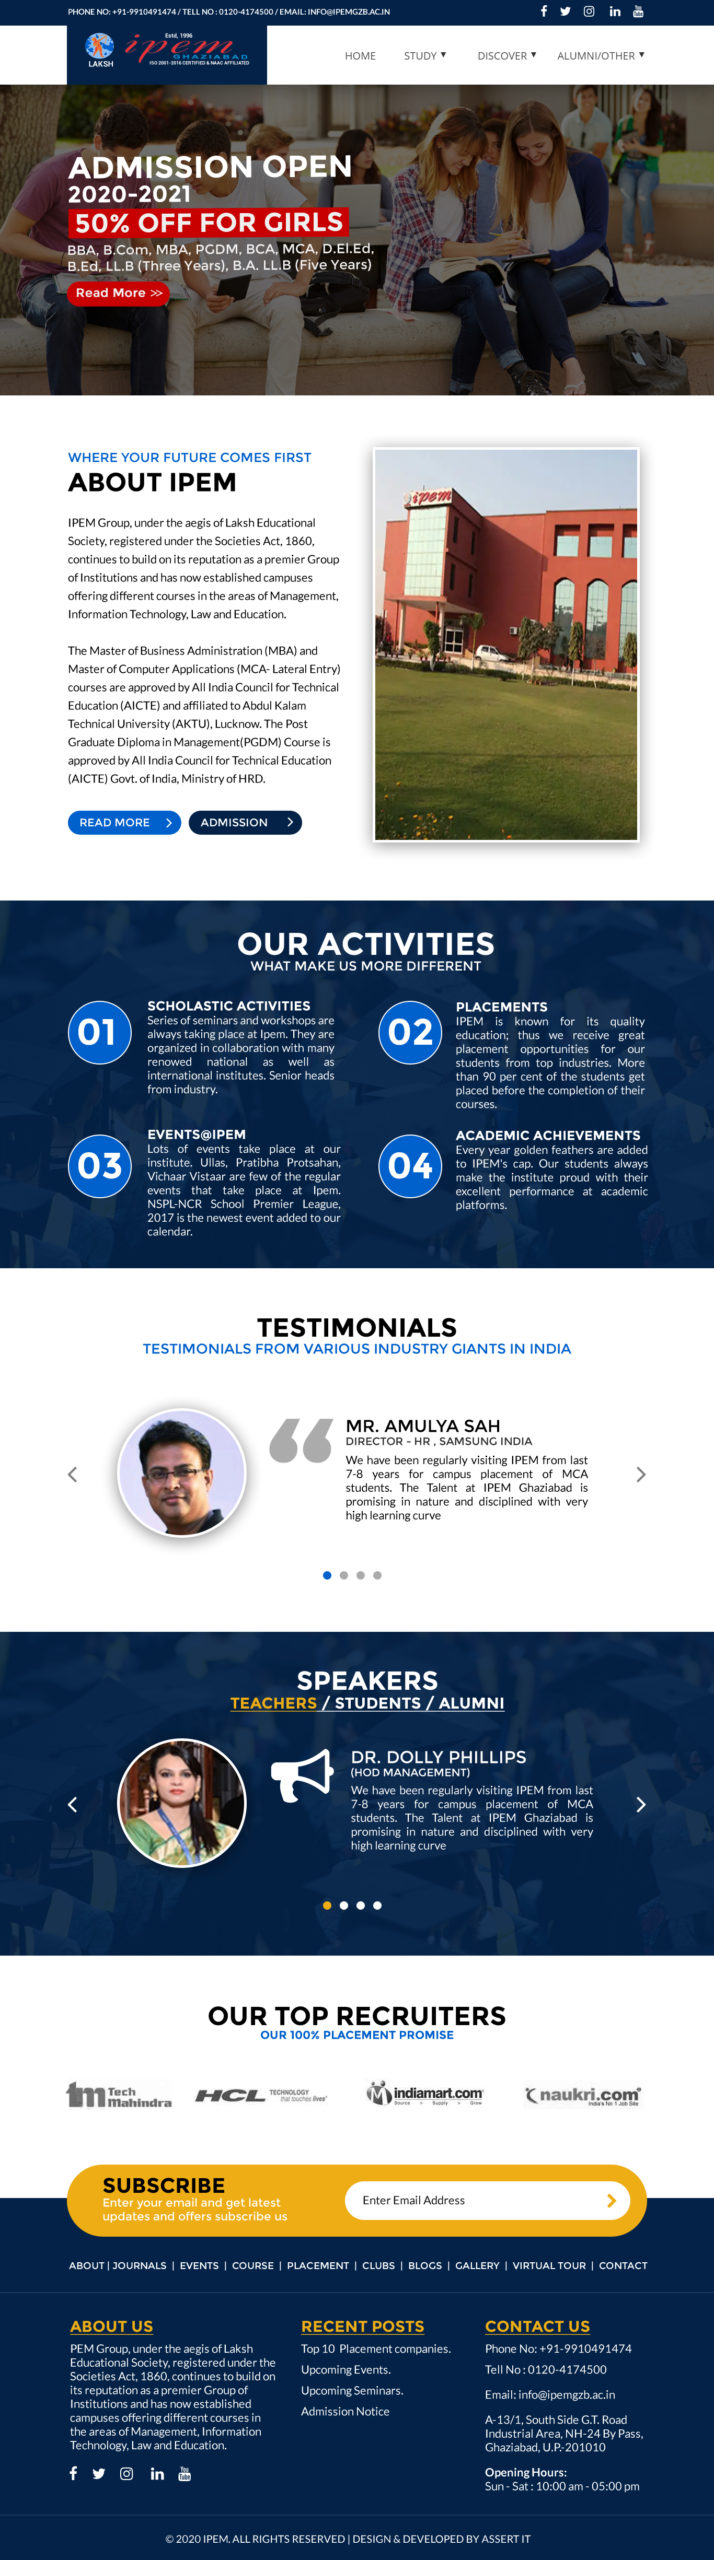 PHONE NO: +91-9910491474 / TELL NO : 0120-4174500 / EMAIL: INFO@IPEMGZB.AC.IN
Estd, 1996
ipem
GHAZIABAD
LAKSH
ISO 2001-2016 CERTIFIED & NAAC AFFILIATED
HOME STUDY DISCOVER ALUMNI/OTHER
ADMISSION OPEN
2020-2021
50% OFF FOR GIRLS
BBA, B.Com, MBA, PGDM, BCA, MCA, D.El.Ed,
B.Ed, LL.B (Three Years), B.A. LL.B (Five Years)
Read More >>
WHERE YOUR FUTURE COMES FIRST
ABOUT IPEM
IPEM Group, under the aegis of Laksh Educational
Society, registered under the Societies Act, 1860,
continues to build on its reputation as a premier Group
of Institutions and has now established campuses
offering different courses in the areas of Management,
Information Technology, Law and Education.
The Master of Business Administration (MBA) and
Master of Computer Applications (MCA- Lateral Entry)
courses are approved by All India Council for Technical
Education (AICTE) and affiliated to Abdul Kalam
Technical University (AKTU), Lucknow. The Post
Graduate Diploma in Management(PGDM) Course is
approved by All India Council for Technical Education
(AICTE) Govt. of India, Ministry of HRD.
READ MORE
ADMISSION
ipem
OUR ACTIVITIES
WHAT MAKE US MORE DIFFERENT
01
SCHOLASTIC ACTIVITIES
Series of seminars and workshops are
always taking place at Ipem. They are
organized in collaboration with many
renowed national as well as
international institutes. Senior heads
from industry.
02
PLACEMENTS
IPEM is known for its quality
education; thus we receive great
placement opportunities for our
students from top industries. More
than 90 per cent of the students get
placed before the completion of their
courses.
03
EVENTS@IPEM
Lots of events take place at our
institute. Ullas, Pratibha Protsahan,
Vichaar Vistaar are few of the regular
events that take place at Ipem.
NSPL-NCR School Premier League,
2017 is the newest event added to our
calendar.
04
ACADEMIC ACHIEVEMENTS
Every year golden feathers are added
to IPEM's cap. Our students always
make the institute proud with their
excellent performance at academic
platforms.
TESTIMONIALS
TESTIMONIALS FROM VARIOUS INDUSTRY GIANTS IN INDIA
MR. AMULYA SAH
DIRECTOR - HR , SAMSUNG INDIA
We have been regularly visiting IPEM from last
7-8 years for campus placement of MCA
students. The Talent at IPEM Ghaziabad is
promising in nature and disciplined with very
high learning curve
SPEAKERS
TEACHERS / STUDENTS / ALUMNI
DR. DOLLY PHILLIPS
(HOD MANAGEMENT)
We have been regularly visiting IPEM from last
7-8 years for campus placement of MCA
students. The Talent at IPEM Ghaziabad is
promising in nature and disciplined with very
high learning curve
OUR TOP RECRUITERS
OUR 100% PLACEMENT PROMISE
Tech
Mahindra
HCL TECHNOLOGY
that touches lives
indiamart.com
Source > Supply > Grow
naukri.com
India's No 1 Job Site
SUBSCRIBE
Enter your email and get latest
updates and offers subscribe us
Enter Email Address
ABOUT | JOURNALS | EVENTS | COURSE | PLACEMENT | CLUBS | BLOGS | GALLERY | VIRTUAL TOUR | CONTACT
ABOUT US
PEM Group, under the aegis of Laksh
Educational Society, registered under the
Societies Act, 1860, continues to build on
its reputation as a premier Group of
Institutions and has now established
campuses offering different courses in
the areas of Management, Information
Technology, Law and Education.
RECENT POSTS
Top 10 Placement companies.
Upcoming Events.
Upcoming Seminars.
Admission Notice
CONTACT US
Phone No: +91-9910491474
Tell No : 0120-4174500
Email: info@ipemgzb.ac.in
A-13/1, South Side G.T. Road
Industrial Area, NH-24 By Pass,
Ghaziabad, U.P.-201010
Opening Hours:
Sun - Sat : 10:00 am - 05:00 pm
© 2020 IPEM. ALL RIGHTS RESERVED | DESIGN & DEVELOPED BY ASSERT IT